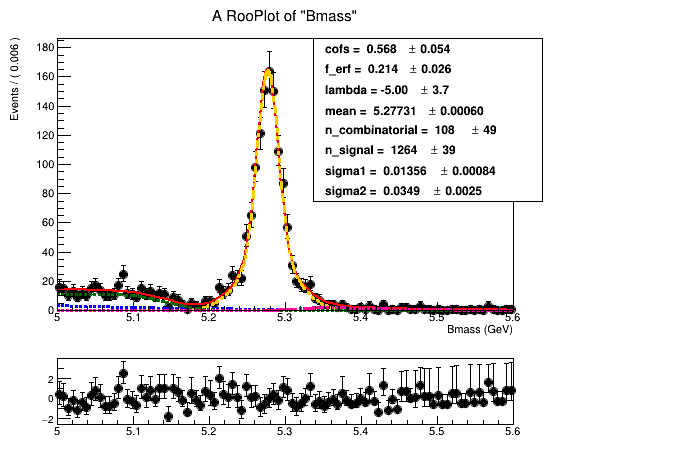 A RooPlot of "Bmass"
Events / ( 0.006 )
180
160
140
120
100
80
60
40
20
0
5 5.1 5.2 5.3 5.4 5.5 5.6
Bmass (GeV)
cofs = 0.568 ± 0.054
f_erf = 0.214 ± 0.026
lambda = -5.00 ± 3.7
mean = 5.27731 ± 0.00060
n_combinatorial = 108 ± 49
n_signal = 1264 ± 39
sigma1 = 0.01356 ± 0.00084
sigma2 = 0.0349 ± 0.0025
2
0
−2
5 5.1 5.2 5.3 5.4 5.5 5.6